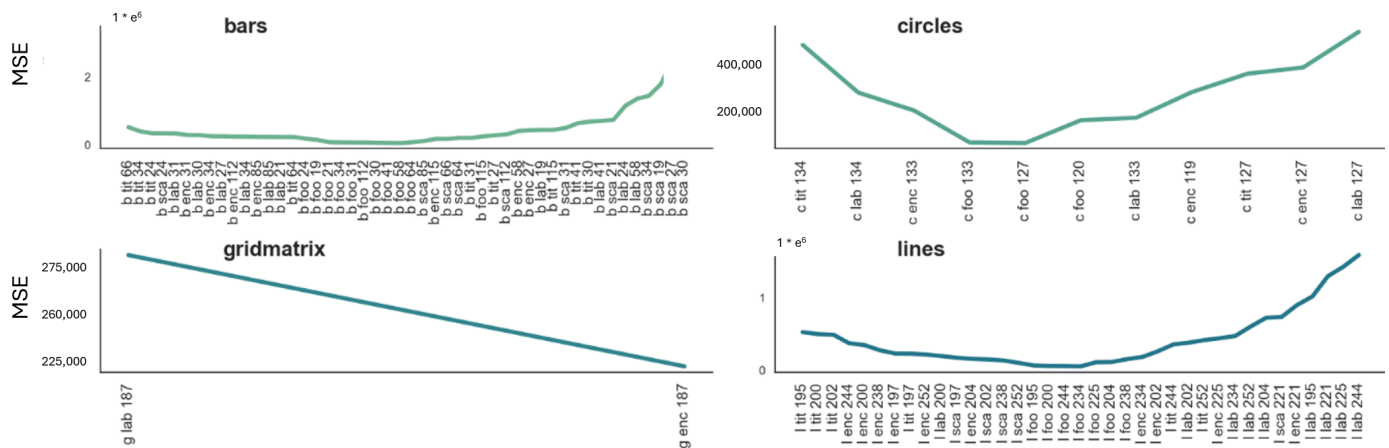 1 * e⁶
bars
circles
MSE
2
0
400,000
200,000
b tit 66
b tit 34
b tit 24
b sca 24
b lab 31
b enc 31
b lab 30
b enc 34
b lab 27
b enc 112
b lab 34
b enc 85
b lab 85
b lab 21
b tit 64
b foo 24
b foo 19
b foo 21
b foo 34
b foo 31
b foo 112
b foo 30
b foo 41
b foo 58
b foo 64
b sca 85
b enc 115
b sca 66
b sca 64
b tit 31
b foo 115
b tit 27
b sca 112
b enc 58
b enc 27
b lab 19
b tit 115
b sca 31
b tit 41
b tit 30
b lab 41
b sca 21
b lab 24
b lab 58
b sca 34
b sca 19
b sca 27
b sca 30
c tit 134
c lab 134
c enc 133
c foo 133
c foo 127
c foo 120
c lab 133
c enc 119
c tit 127
c enc 127
c lab 127
gridmatrix
lines
1 * e⁶
MSE
275,000
260,000
225,000
1
0
g lab 187
g enc 187
l tit 195
l tit 200
l tit 202
l enc 244
l enc 200
l enc 238
l enc 197
l tit 197
l enc 252
l lab 200
l sca 197
l enc 204
l sca 202
l sca 238
l sca 252
l foo 195
l foo 200
l foo 244
l foo 234
l foo 225
l foo 204
l foo 238
l enc 234
l enc 202
l tit 244
l lab 202
l tit 252
l enc 225
l lab 234
l lab 252
l lab 204
l sca 221
l enc 221
l lab 195
l lab 221
l lab 225
l lab 244